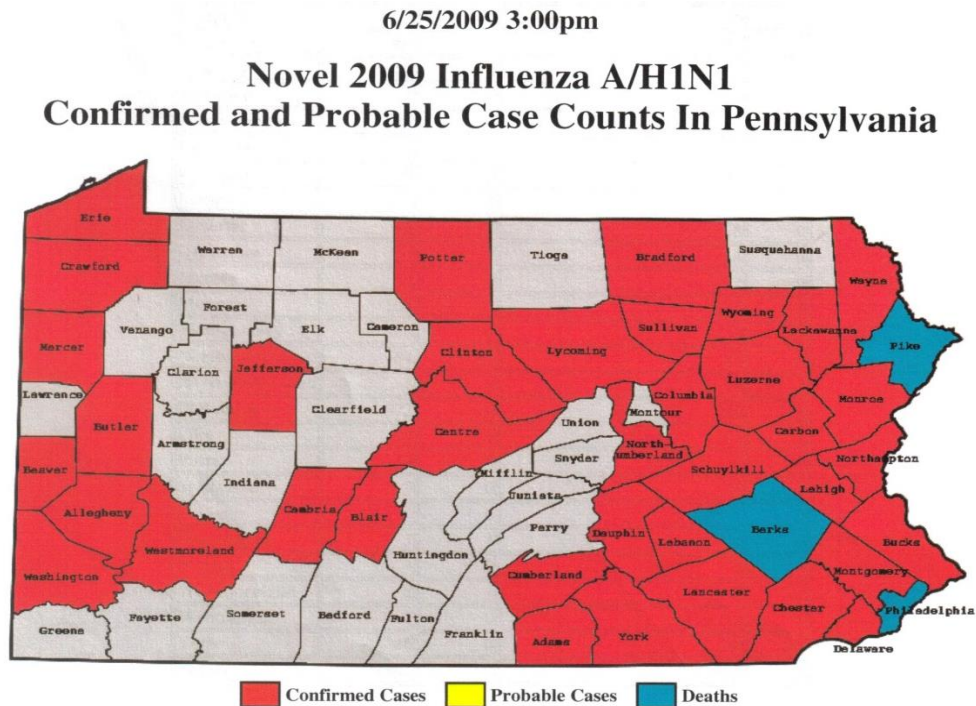 6/25/2009 3:00pm
Novel 2009 Influenza A/H1N1
Confirmed and Probable Case Counts In Pennsylvania
Erie
Warren
McKean
Potter
Tioga
Bradford
Susquehanna
Wayne
Crawford
Forest
Elk
Cameron
Venango
Sullivan
Wyoming
Lackawanna
Pike
Mercer
Clarion
Jefferson
Clinton
Lycoming
Luzerne
Monroe
Lawrence
Butler
Clearfield
Centre
Columbia
Montour
Union
Carbon
Armstrong
Snyder
North-
umberland
Northampton
Beaver
Indiana
Mifflin
Schuylkill
Lehigh
Allegheny
Cambria
Blair
Juniata
Perry
Dauphin
Lebanon
Berks
Bucks
Westmoreland
Huntingdon
Washington
Cumberland
Lancaster
Montgomery
Chester
Philadelphia
Greene
Fayette
Somerset
Bedford
Fulton
Franklin
Adams
York
Delaware
Confirmed Cases
Probable Cases
Deaths